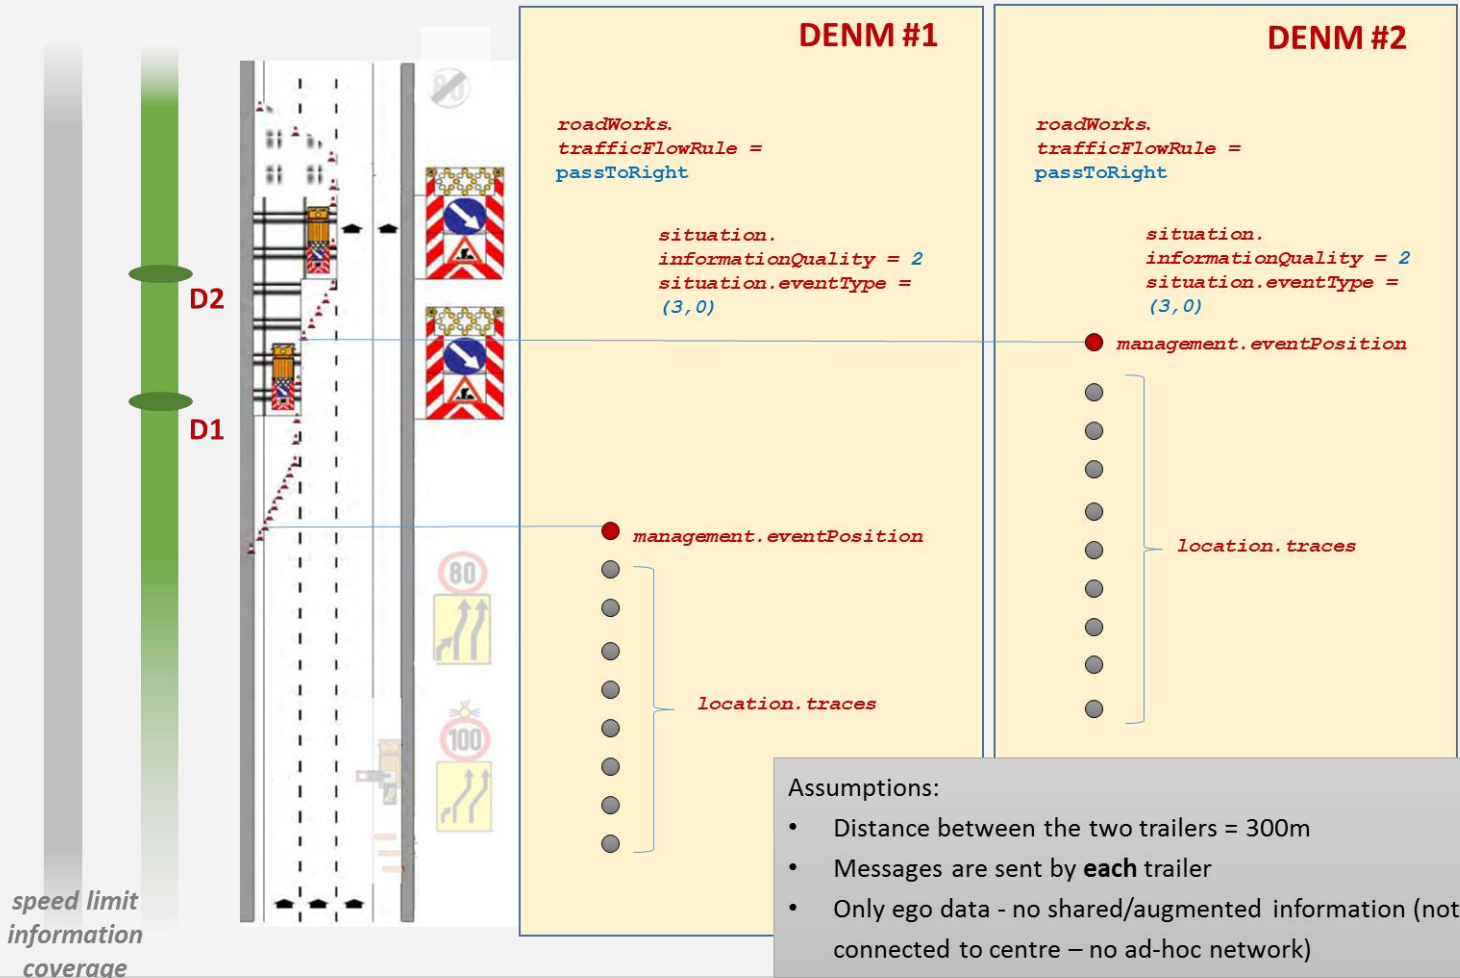 DENM #1
roadWorks.
trafficFlowRule =
passToRight
situation.
informationQuality = 2
situation.eventType =
(3,0)
management.eventPosition
location.traces
DENM #2
roadWorks.
trafficFlowRule =
passToRight
situation.
informationQuality = 2
situation.eventType =
(3,0)
management.eventPosition
location.traces
80
D2
D1
80
100
speed limit
information
coverage
Assumptions:
• Distance between the two trailers = 300m
• Messages are sent by each trailer
• Only ego data - no shared/augmented information (not
connected to centre – no ad-hoc network)